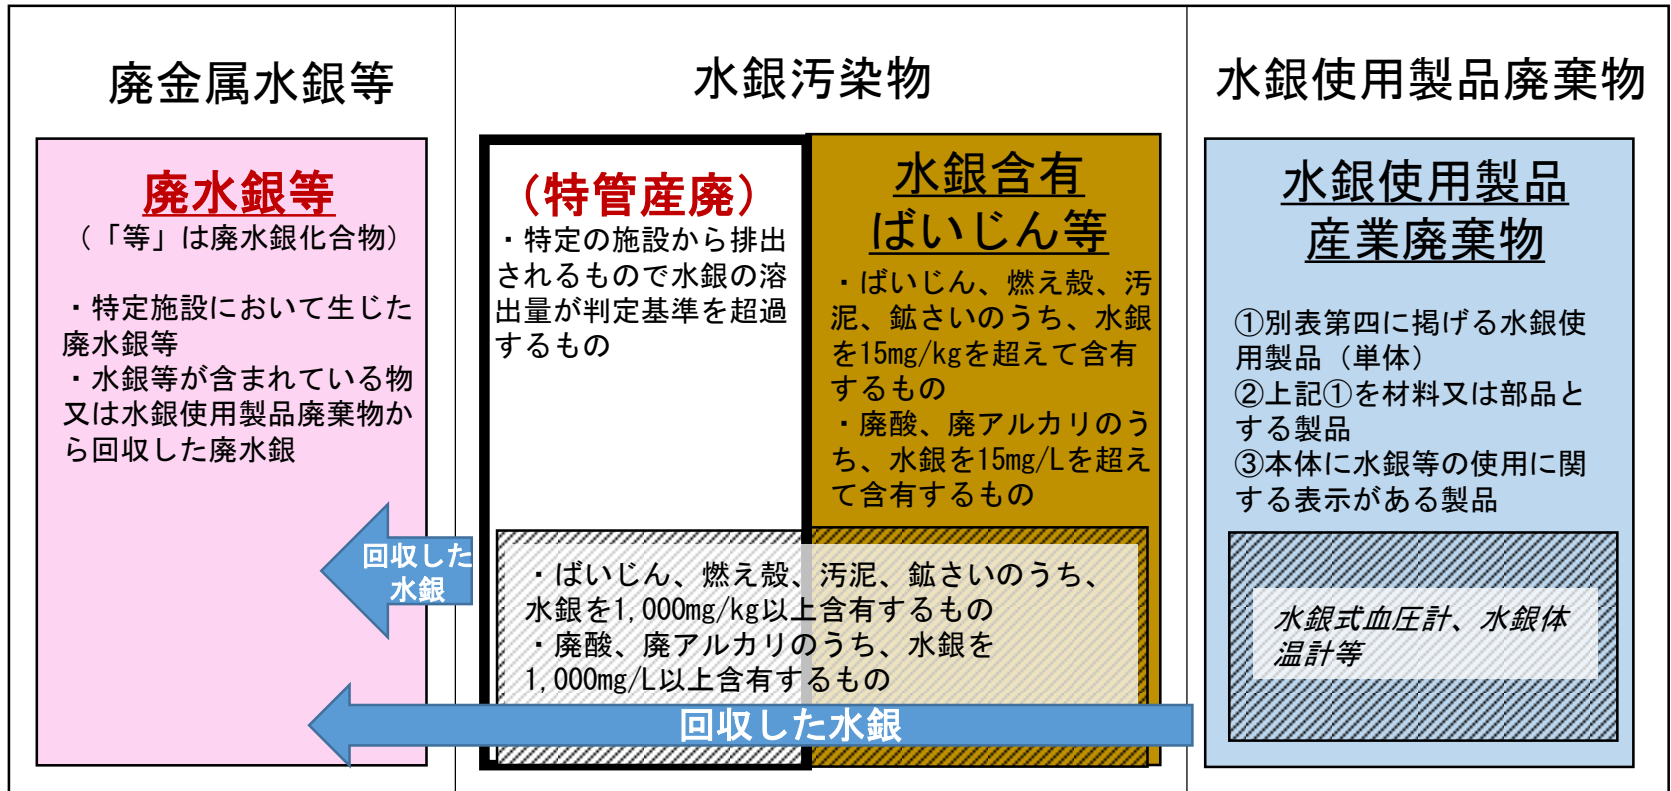 廃金属水銀等
廃水銀等
（「等」は廃水銀化合物）
・特定施設において生じた
廃水銀等
・水銀等が含まれている物
又は水銀使用製品廃棄物か
ら回収した廃水銀
回収した
水銀
水銀汚染物
（特管産廃）
・特定の施設から排出
されるもので水銀の溶
出量が判定基準を超過
するもの
水銀含有
ばいじん等
・ばいじん、燃え殻、汚
泥、鉱さいのうち、水銀
を15mg/kgを超えて含有
するもの
・廃酸、廃アルカリのう
ち、水銀を15mg/Lを超え
て含有するもの
・ばいじん、燃え殻、汚泥、鉱さいのうち、
水銀を1,000mg/kg以上含有するもの
・廃酸、廃アルカリのうち、水銀を
1,000mg/L以上含有するもの
回収した水銀
水銀使用製品廃棄物
水銀使用製品
産業廃棄物
①別表第四に掲げる水銀使
用製品（単体）
②上記①を材料又は部品と
する製品
③本体に水銀等の使用に関
する表示がある製品
水銀式血圧計、水銀体
温計等